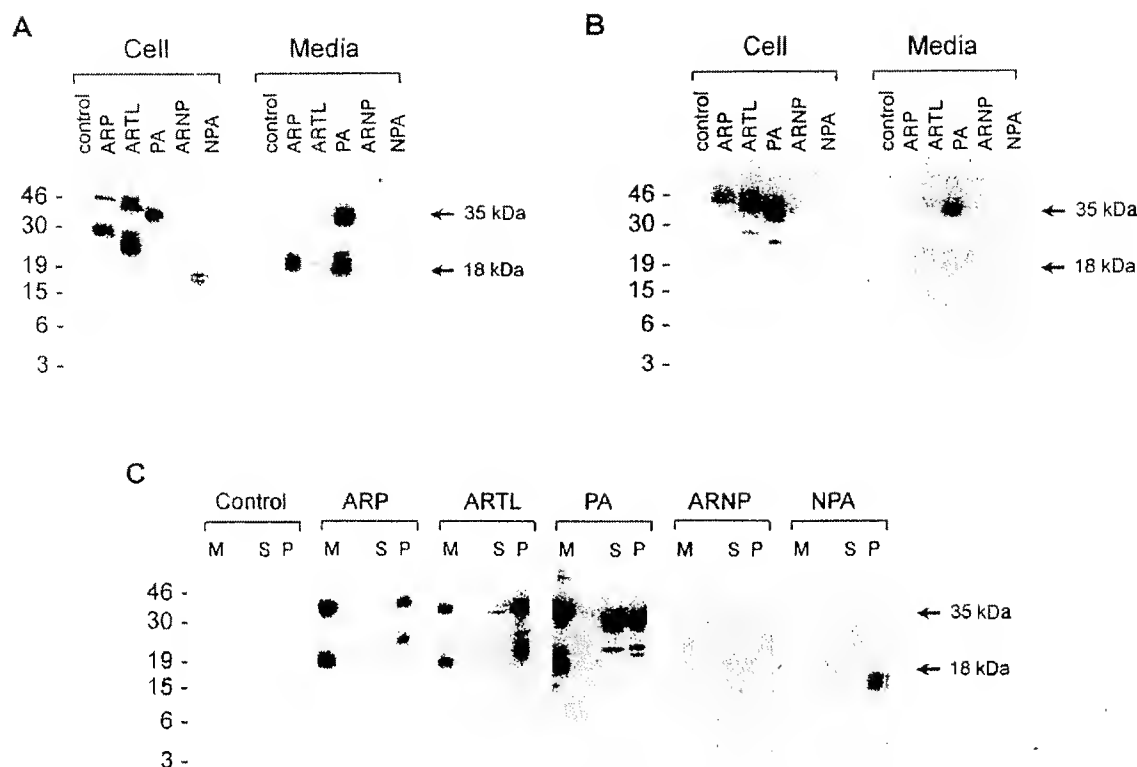 A
Cell Media
control ARP ARTL PA ARNP NPA control ARP ARTL PA ARNP NPA
46 -
30 -
19 -
15 -
6 -
3 -
← 35 kDa
← 18 kDa
B
Cell Media
control ARP ARTL PA ARNP NPA control ARP ARTL PA ARNP NPA
46 -
30 -
19 -
15 -
6 -
3 -
← 35 kDa
← 18 kDa
C
Control ARP ARTL PA ARNP NPA
M S P M S P M S P M S P M S P M S P
46 -
30 -
19 -
15 -
6 -
3 -
← 35 kDa
← 18 kDa